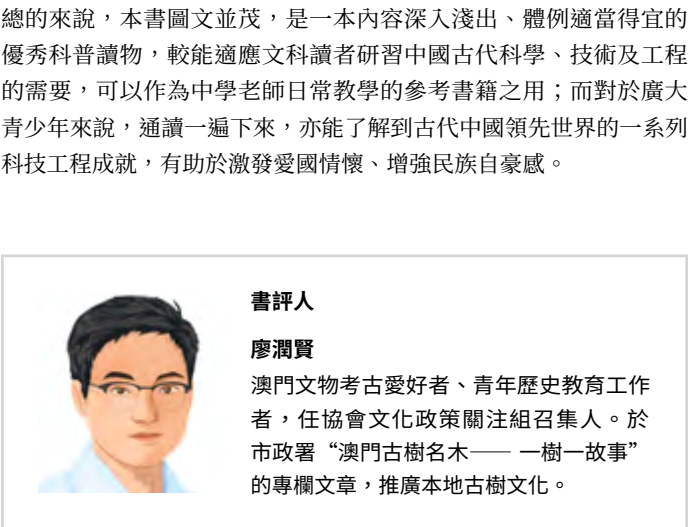 總的來說，本書圖文並茂，是一本內容深入淺出、體例適當得宜的
優秀科普讀物，較能適應文科讀者研習中國古代科學、技術及工程
的需要，可以作為中學老師日常教學的參考書籍之用；而對於廣大
青少年來說，通讀一遍下來，亦能了解到古代中國領先世界的一系列
科技工程成就，有助於激發愛國情懷、增強民族自豪感。
書評人
廖潤賢
澳門文物考古愛好者、青年歷史教育工作
者，任協會文化政策關注組召集人。於
市政署“澳門古樹名木—— 一樹一故事”
的專欄文章，推廣本地古樹文化。